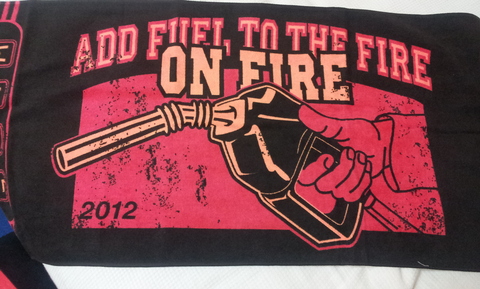 ADD FUEL TO THE FIRE
ON FIRE
2012